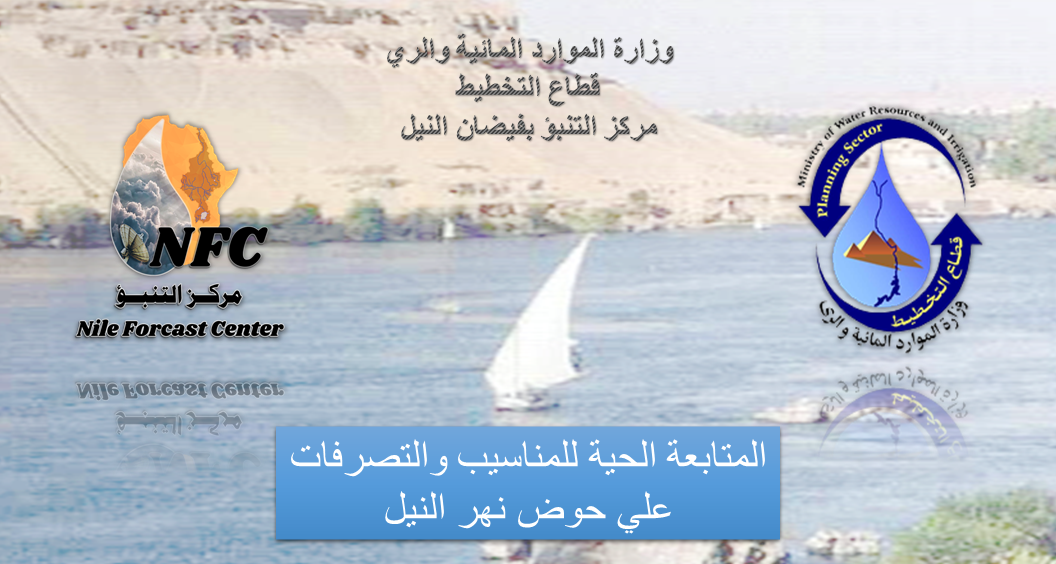 وزارة الموارد المائية والري
قطاع التخطيط
مركز التنبؤ بفيضان النيل
NFC
مركز التنبؤ
Nile Forcast Center
Ministry of Water Resources and Irrigation
Planning Sector
قطاع التخطيط
وزارة الموارد المائية والرى
المتابعة الحية للمناسيب والتصرفات
علي حوض نهر النيل